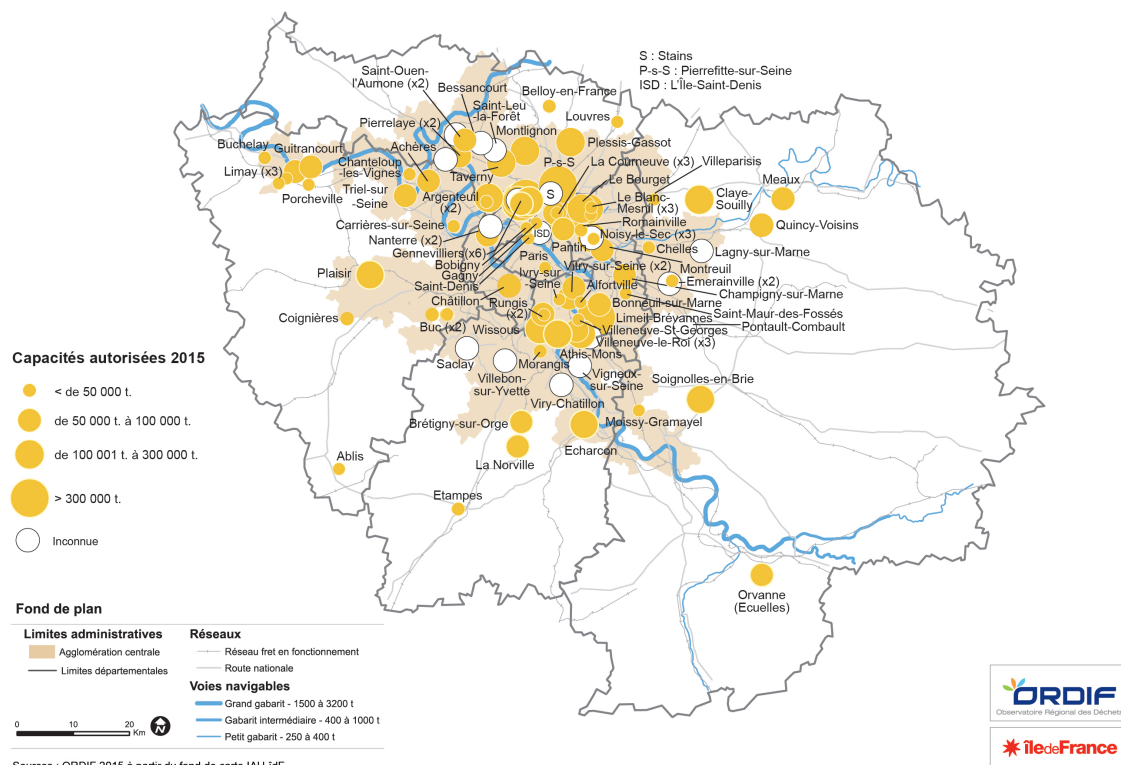 S : Stains
P-s-S : Pierrefitte-sur-Seine
ISD : L'Île-Saint-Denis
Saint-Ouen-
l'Aumone (x2)
Bessancourt
Belloy-en-France
Saint-Leu
-la-Forêt
Louvres
Pierrelaye (x2)
Montlignon
Plessis-Gassot
Buchelay
Guitrancourt
Achères
P-s-S
La Courneuve (x3)
Villeparisis
Limay (x3)
Chanteloup
-les-Vignes
Taverny
Le Bourget
Meaux
Porcheville
Triel-sur
-Seine
Argenteuil
(x2)
S
Le Blanc-
Mesnil (x3)
Claye-
Souilly
Carrières-sur-Seine
Romainville
Quincy-Voisins
Nanterre (x2)
ISD
Noisy-le-Sec (x3)
Gennevilliers(x6)
Pantin
Chelles
Lagny-sur-Marne
Bobigny
Paris
Vitry-sur-Seine (x2)
Montreuil
Plaisir
Gagny
Ivry-sur
-Seine
Emerainville (x2)
Saint-Denis
Alfortville
Champigny-sur-Marne
Châtillon
Rungis
(x2)
Bonneuil-sur-Marne
Saint-Maur-des-Fossés
Coignières
Buc (x2)
Limeil-Brévannes
Pontault-Combault
Wissous
Villeneuve-St-Georges
Villeneuve-le-Roi (x3)
Athis-Mons
Saclay
Morangis
Villebon-
sur-Yvette
Vigneux-
sur-Seine
Soignolles-en-Brie
Viry-Chatillon
Brétigny-sur-Orge
Moissy-Gramayel
Echarcon
La Norville
Ablis
Etampes
Orvanne
(Ecuelles)
Capacités autorisées 2015
< de 50 000 t.
de 50 000 t. à 100 000 t.
de 100 001 t. à 300 000 t.
> 300 000 t.
Inconnue
Fond de plan
Limites administratives
Agglomération centrale
Limites départementales
Réseaux
Réseau fret en fonctionnement
Route nationale
Voies navigables
Grand gabarit - 1500 à 3200 t
Gabarit intermédiaire - 400 à 1000 t
Petit gabarit - 250 à 400 t
0 10 20
Km
N
ORDIF
Observatoire Régional des Déchets
îledeFrance
Sources : ORDIF 2015 à partir du fond de carte IAU îdF